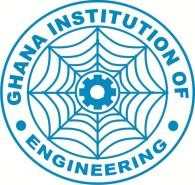 GHANA INSTITUTION OF
• ENGINEERING •